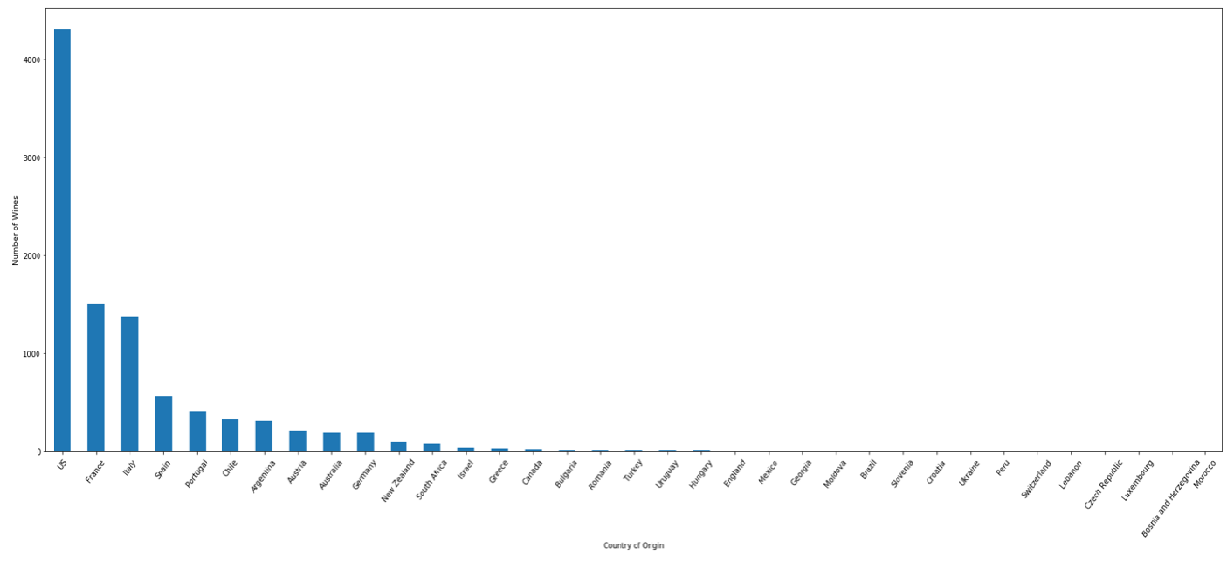 4000
3000
Number of Wines
2000
1000
0
US
France
Italy
Spain
Portugal
Chile
Argentina
Austria
Australia
Germany
New Zealand
South Africa
Israel
Greece
Canada
Bulgaria
Romania
Turkey
Uruguay
Hungary
England
Mexico
Georgia
Moldova
Brazil
Slovenia
Croatia
Ukraine
Peru
Switzerland
Lebanon
Czech Republic
Luxembourg
Bosnia and Herzegovina
Morocco
Country of Origin